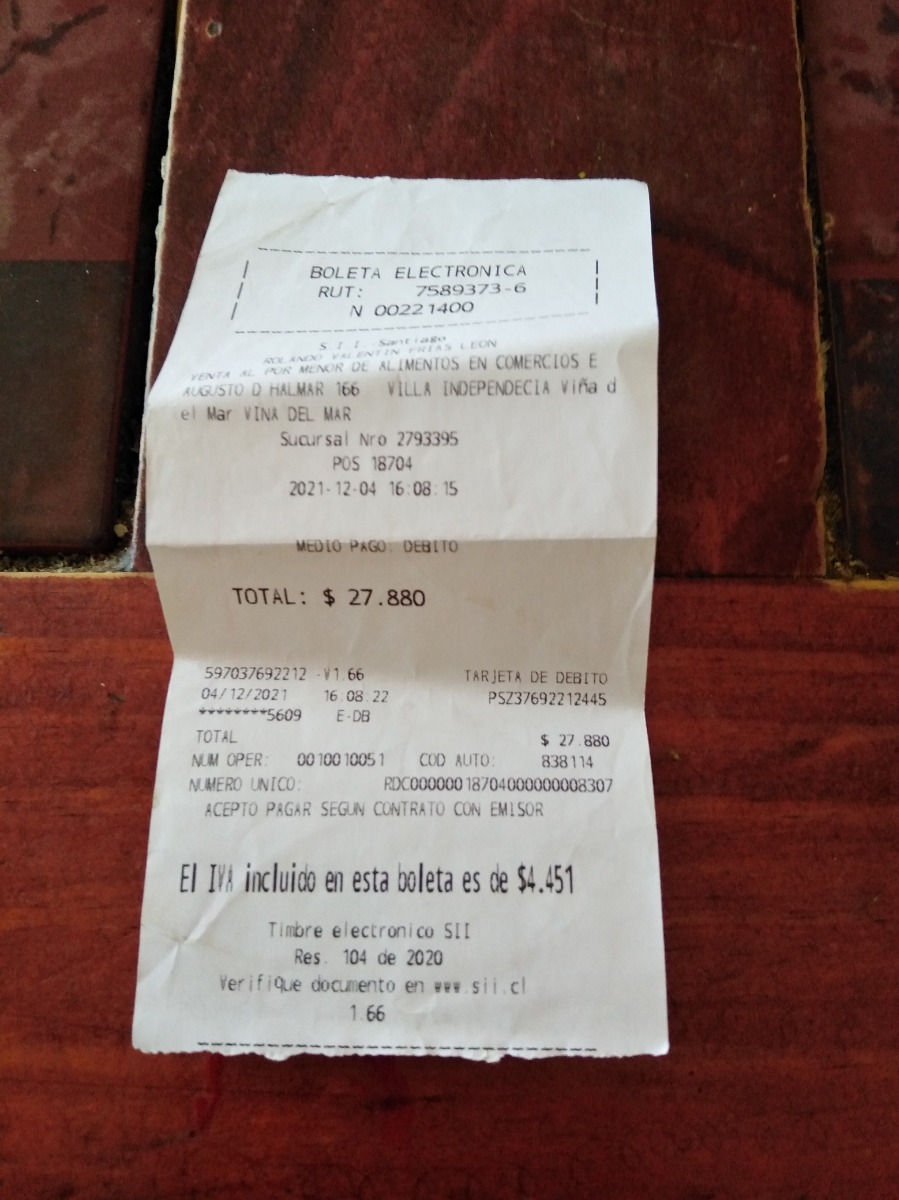 BOLETA ELECTRONICA
RUT: 7589373-6
N 00221400
S I I - Santiago
ROLANDO VALENTIN FRIAS LEON
VENTA AL POR MENOR DE ALIMENTOS EN COMERCIOS E
AUGUSTO D HALMAR 166 VILLA INDEPENDECIA Viña d
el Mar VINA DEL MAR
Sucursal Nro 2793395
POS 18704
2021-12-04 16:08:15
MEDIO PAGO: DEBITO
TOTAL: $ 27.880
597037692212 -V1.66 TARJETA DE DEBITO
04/12/2021 16:08:22 PSZ37692212445
********5609 E-DB
TOTAL $ 27.880
NUM OPER: 0010010051 COD AUTO: 838114
NUMERO UNICO: RDC000000187040000000008307
ACEPTO PAGAR SEGUN CONTRATO CON EMISOR
El IVA incluido en esta boleta es de $4.451
Timbre electronico SII
Res. 104 de 2020
Verifique documento en www.sii.cl
1.66